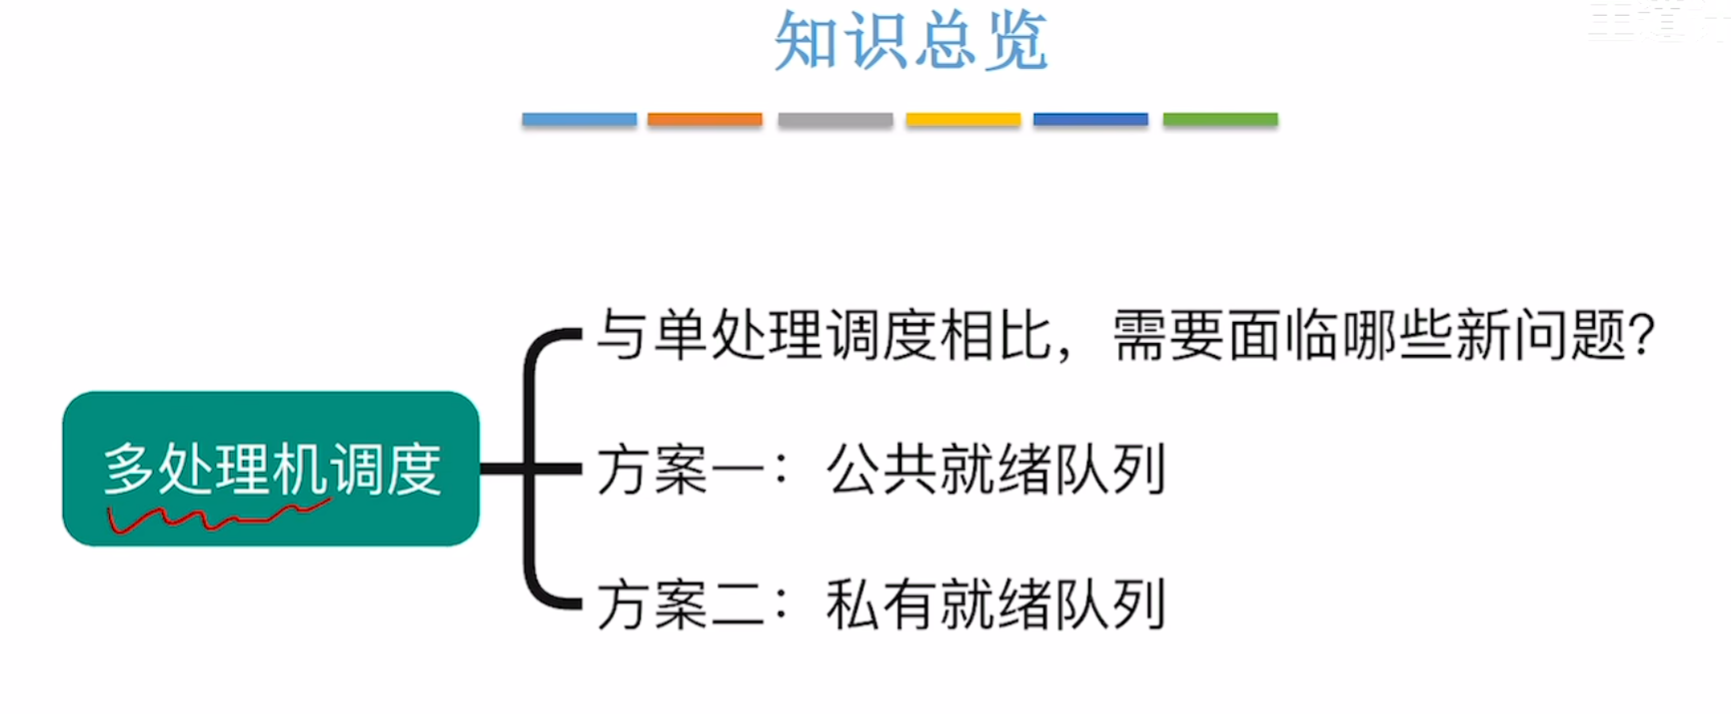 知识总览
与单处理调度相比，需要面临哪些新问题？
多处理机调度
方案一：公共就绪队列
方案二：私有就绪队列